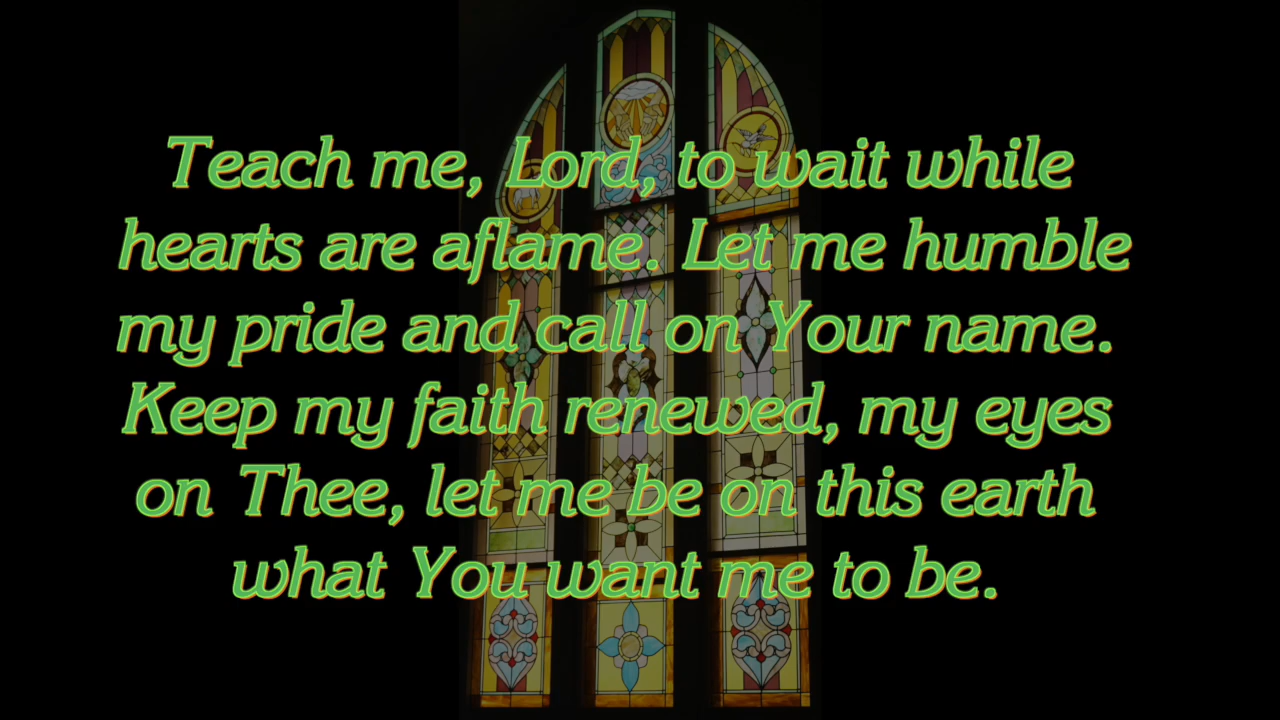 Teach me, Lord, to wait while
hearts are aflame. Let me humble
my pride and call on Your name.
Keep my faith renewed, my eyes
on Thee, let me be on this earth
what You want me to be.